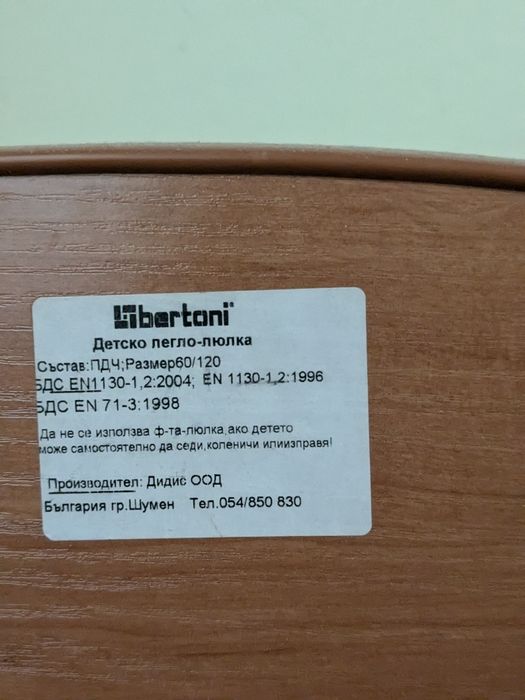 bertoni
Детско легло-люлка
Състав:ПДЧ;Размер60/120
БДС EN1130-1,2:2004; EN 1130-1,2:1996
БДС EN 71-3:1998
Да не се използва ф-та-люлка,ако детето
може самостоятелно да седи,коленичи илиизправя!
Производител: Дидис ООД
България гр.Шумен Тел.054/850 830